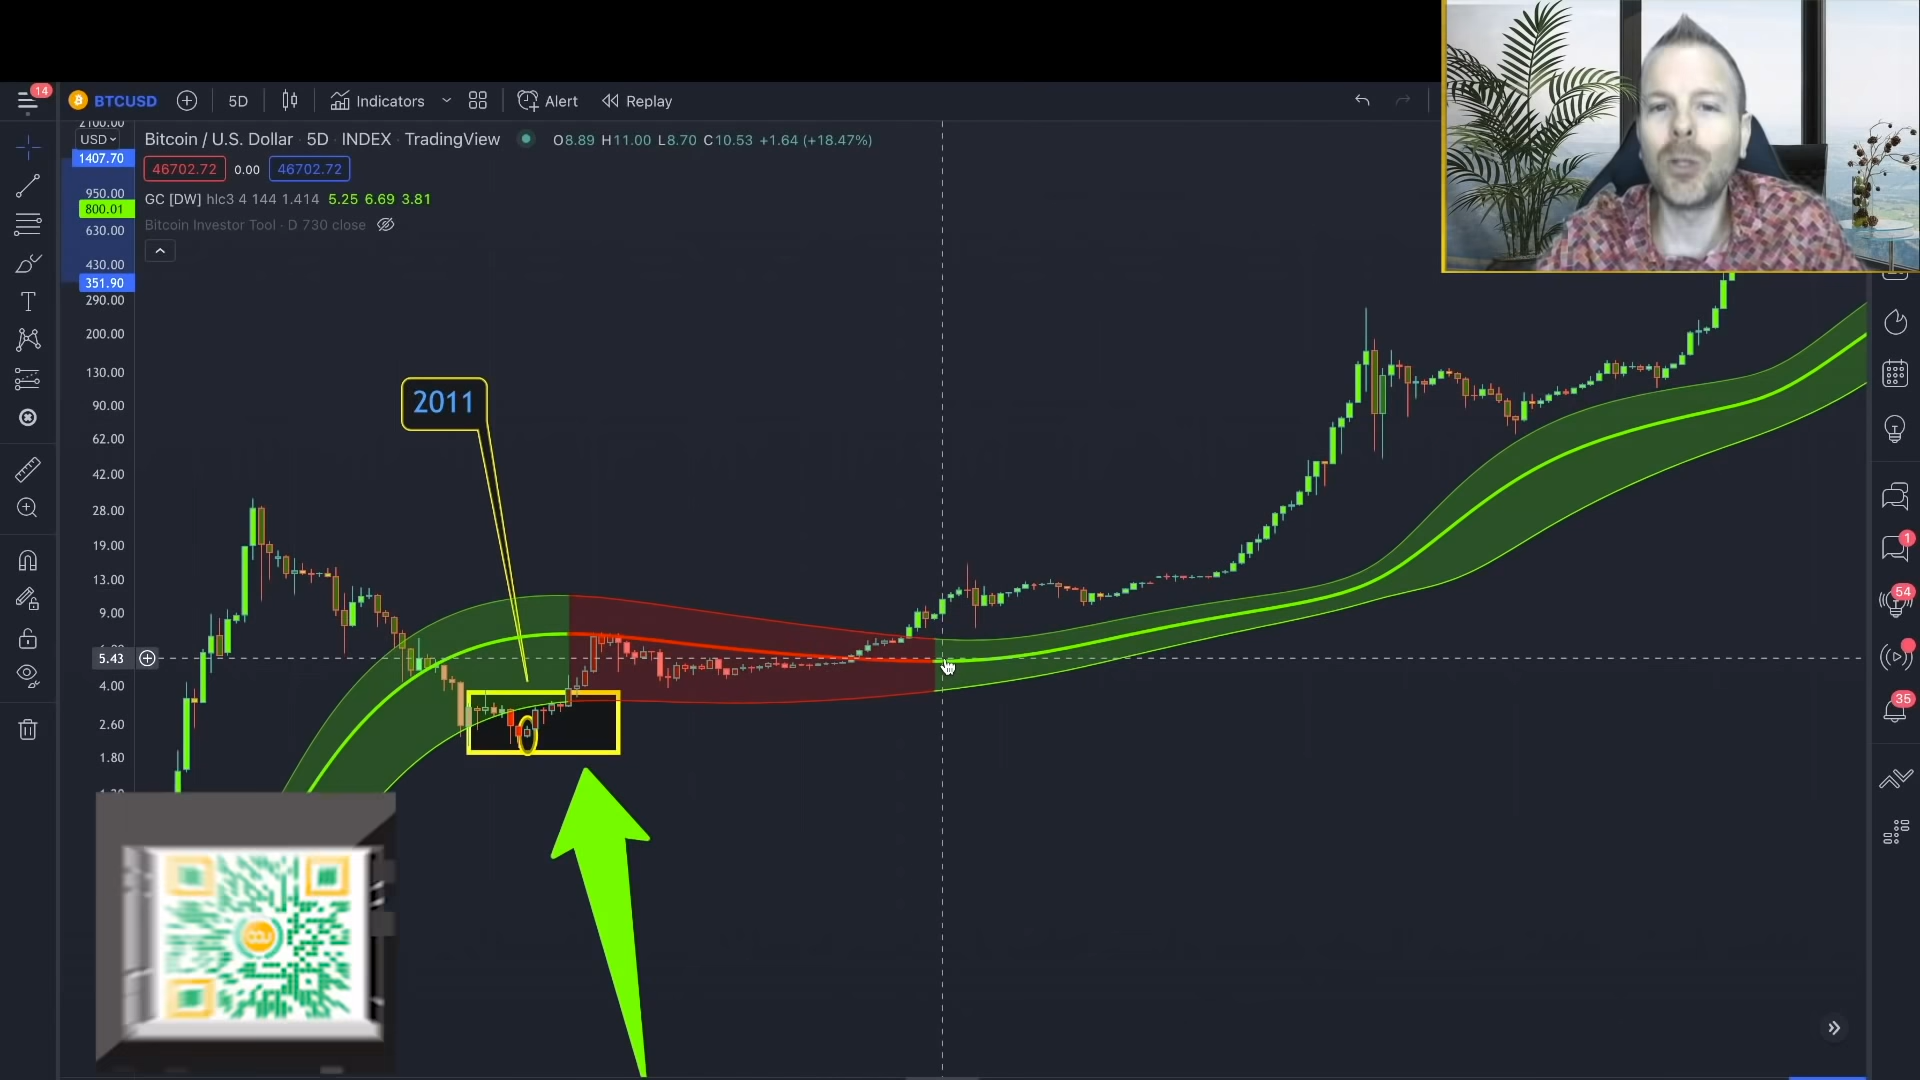 14
BTCUSD
5D
Indicators
Alert
Replay
2100.00
USD
Bitcoin / U.S. Dollar · 5D · INDEX · TradingView
O8.89 H11.00 L8.70 C10.53 +1.64 (+18.47%)
1407.70
46702.72 0.00 46702.72
950.00
GC [DW] hlc3 4 144 1.414 5.25 6.69 3.81
800.01
Bitcoin Investor Tool · D 730 close
630.00
430.00
351.90
290.00
200.00
130.00
90.00
2011
62.00
42.00
28.00
19.00
1
13.00
54
9.00
5.43
4.00
35
2.60
1.80